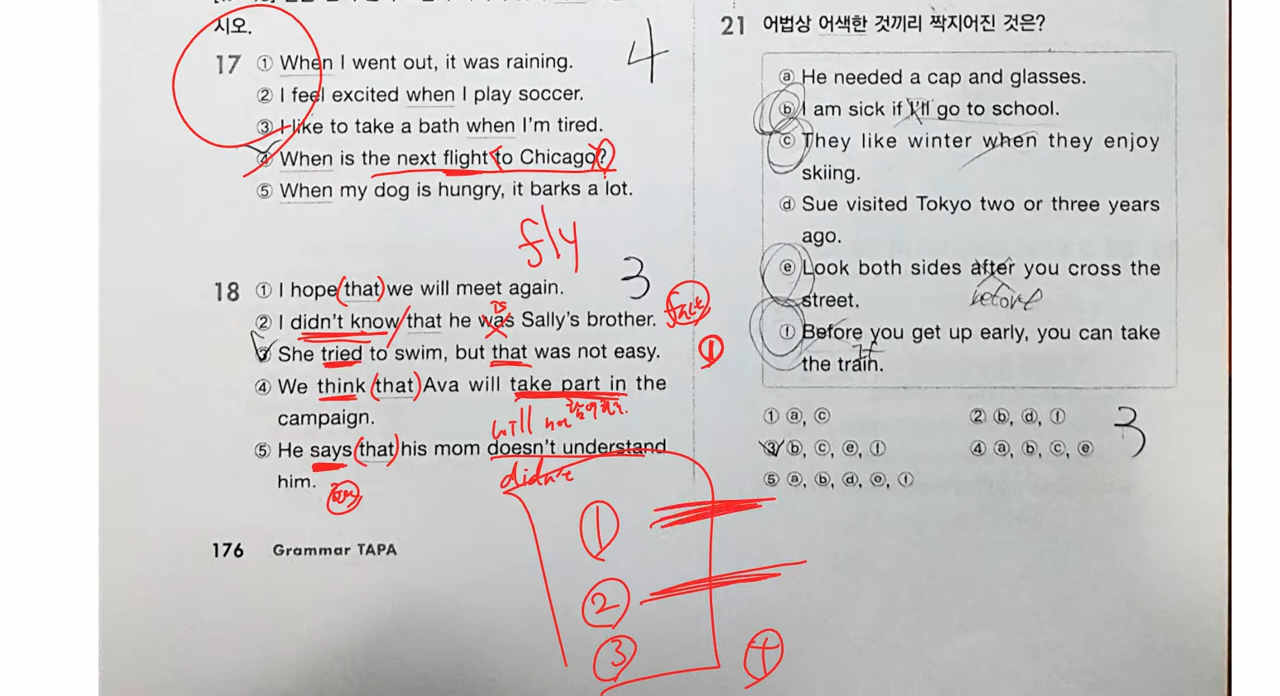 시오.
17 ① When I went out, it was raining.
② I feel excited when I play soccer.
③ I like to take a bath when I'm tired.
④ When is the next flight to Chicago?
⑤ When my dog is hungry, it barks a lot.
4
fly
18 ① I hope (that) we will meet again.
3
is
② I didn't know that he was Sally's brother.
fact
③ She tried to swim, but that was not easy.
①
④ We think (that) Ava will take part in the
campaign.
will
⑤ He says (that) his mom doesn't understand
him.
didn't
①
②
③
176 Grammar TAPA
21 어법상 어색한 것끼리 짝지어진 것은?
ⓐ He needed a cap and glasses.
ⓑ I am sick if I'll go to school.
ⓒ They like winter when they enjoy
skiing.
ⓓ Sue visited Tokyo two or three years
ago.
ⓔ Look both sides after you cross the
street. before
ⓕ Before you get up early, you can take
If
the train.
① ⓐ, ⓒ ② ⓑ, ⓓ, ⓕ
③ ⓑ, ⓒ, ⓔ, ⓕ ④ ⓐ, ⓑ, ⓒ, ⓔ
⑤ ⓐ, ⓑ, ⓓ, ⓔ, ⓕ
3